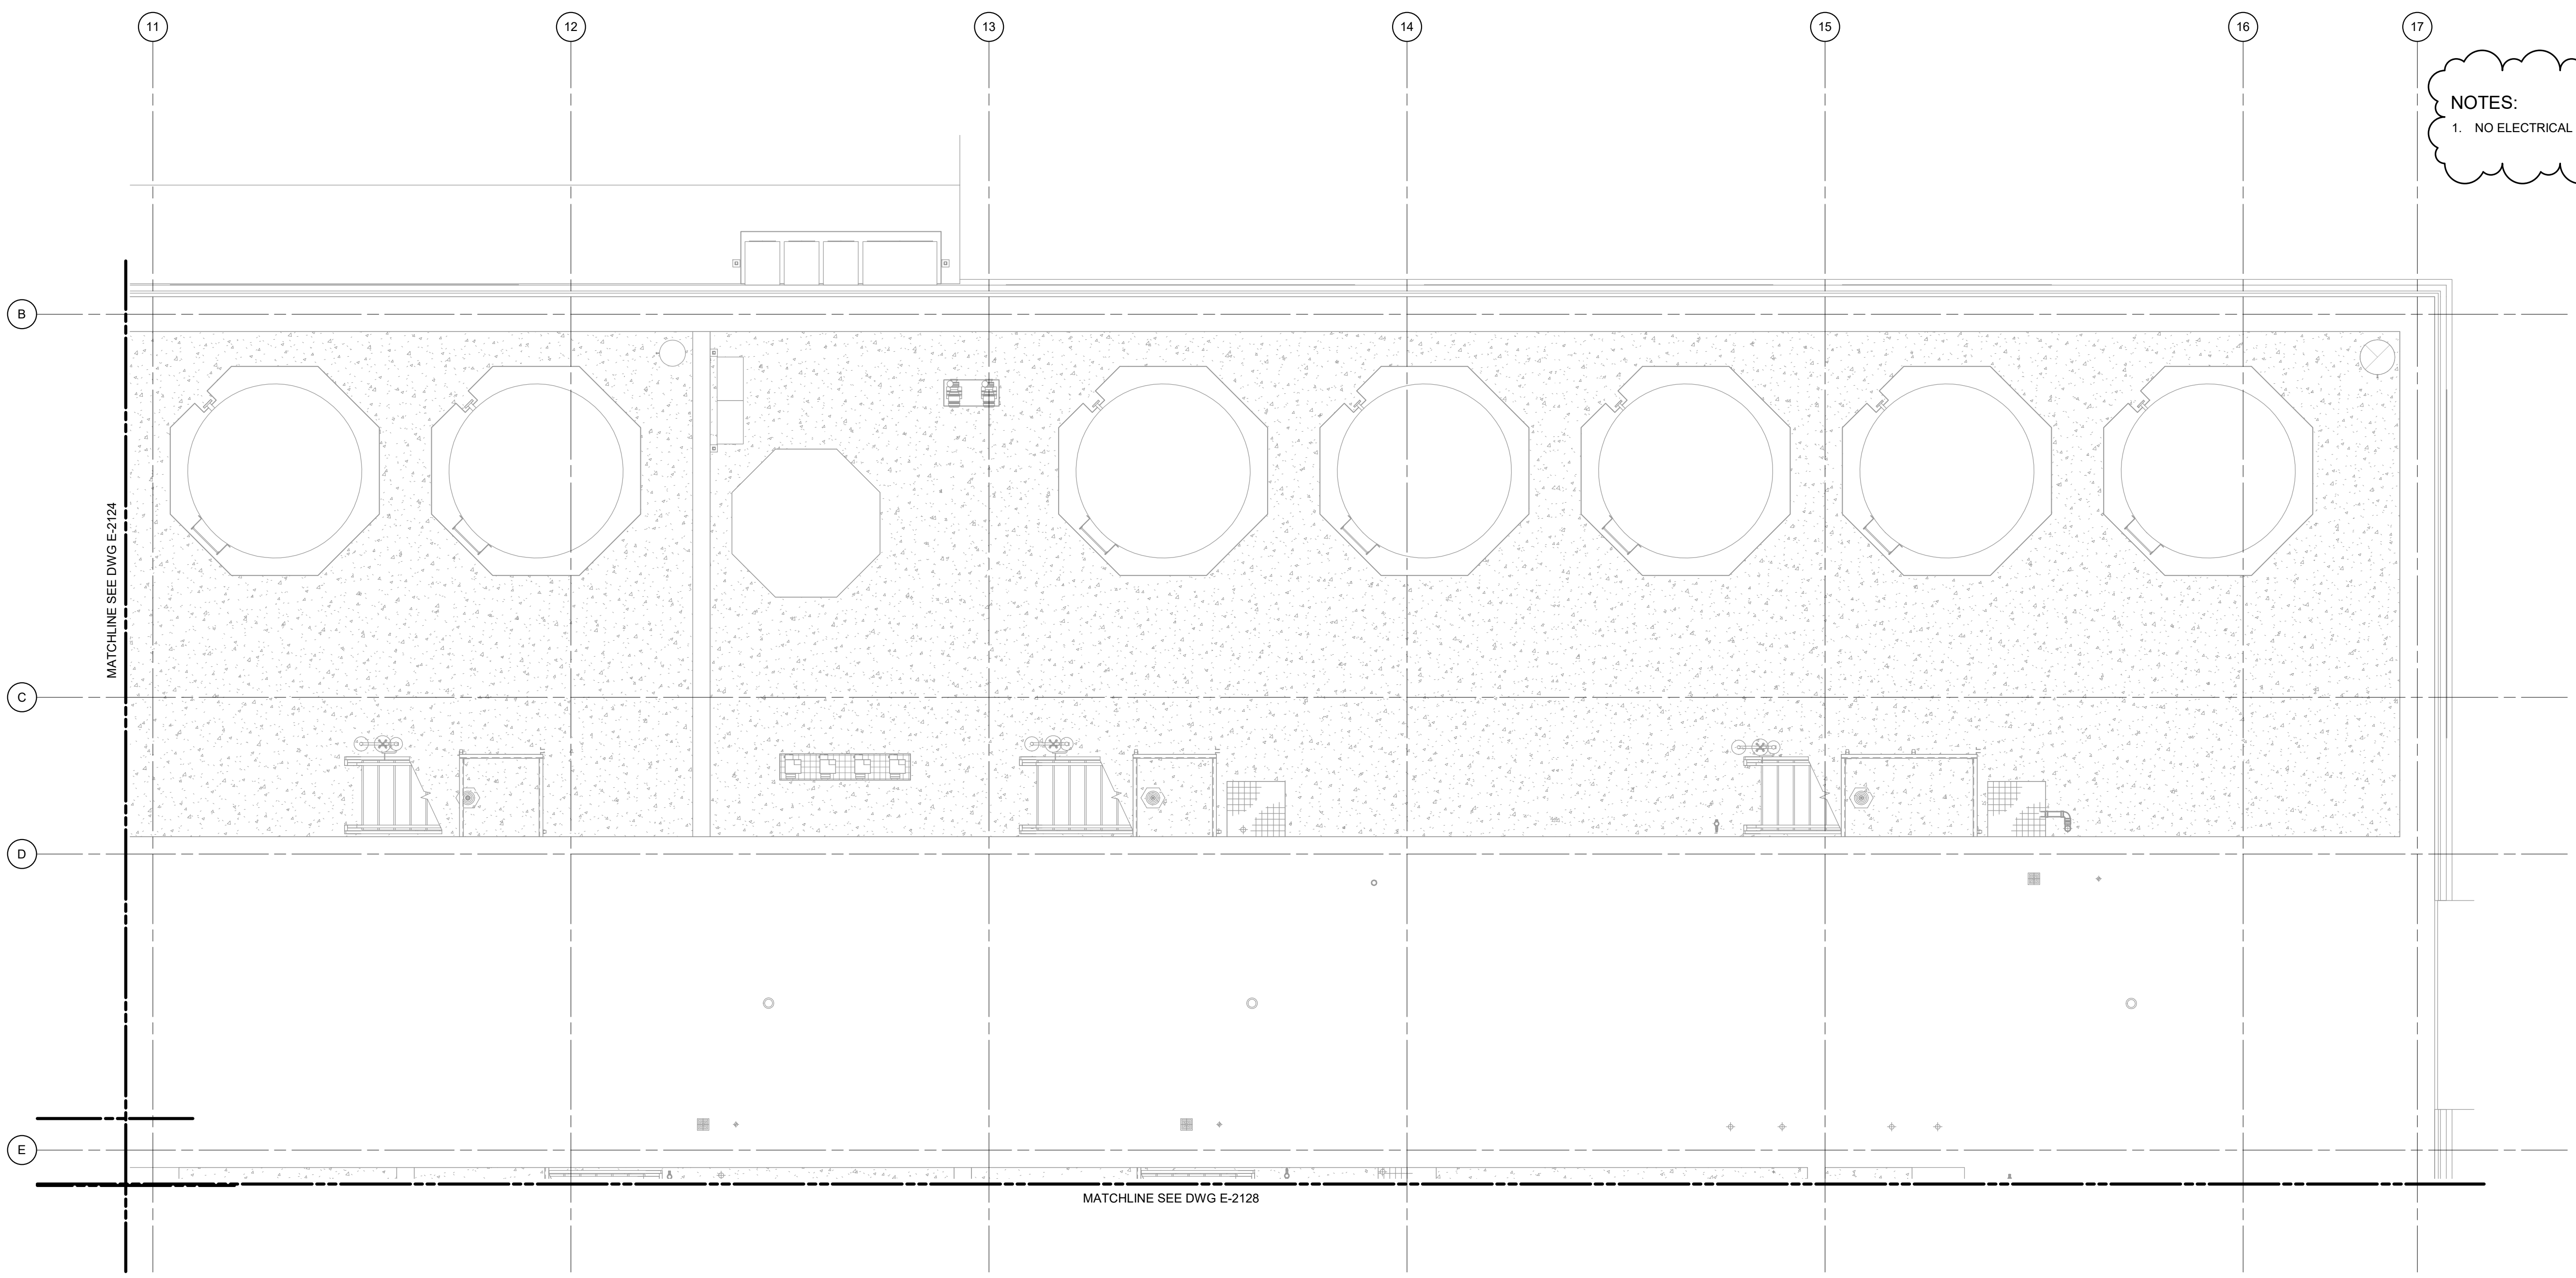 11
12
13
14
15
16
17
NOTES:
1. NO ELECTRICAL
B
MATCHLINE SEE DWG E-2124
C
D
E
MATCHLINE SEE DWG E-2128